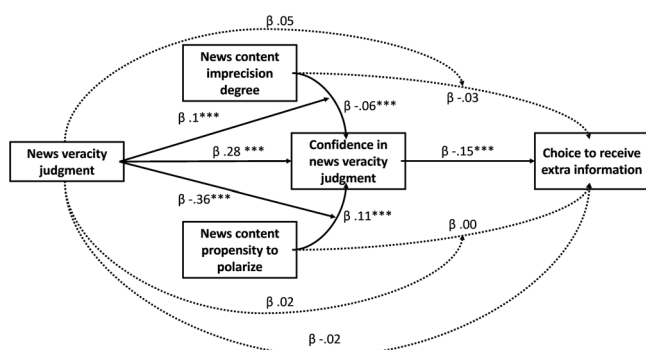 β .05
News content
imprecision
degree
β -.06***
β -.03
β .1***
News veracity
judgment
β .28 ***
Confidence in
news veracity
judgment
β -.15***
Choice to receive
extra information
β -.36***
β .11***
News content
propensity to
polarize
β .00
β .02
β -.02